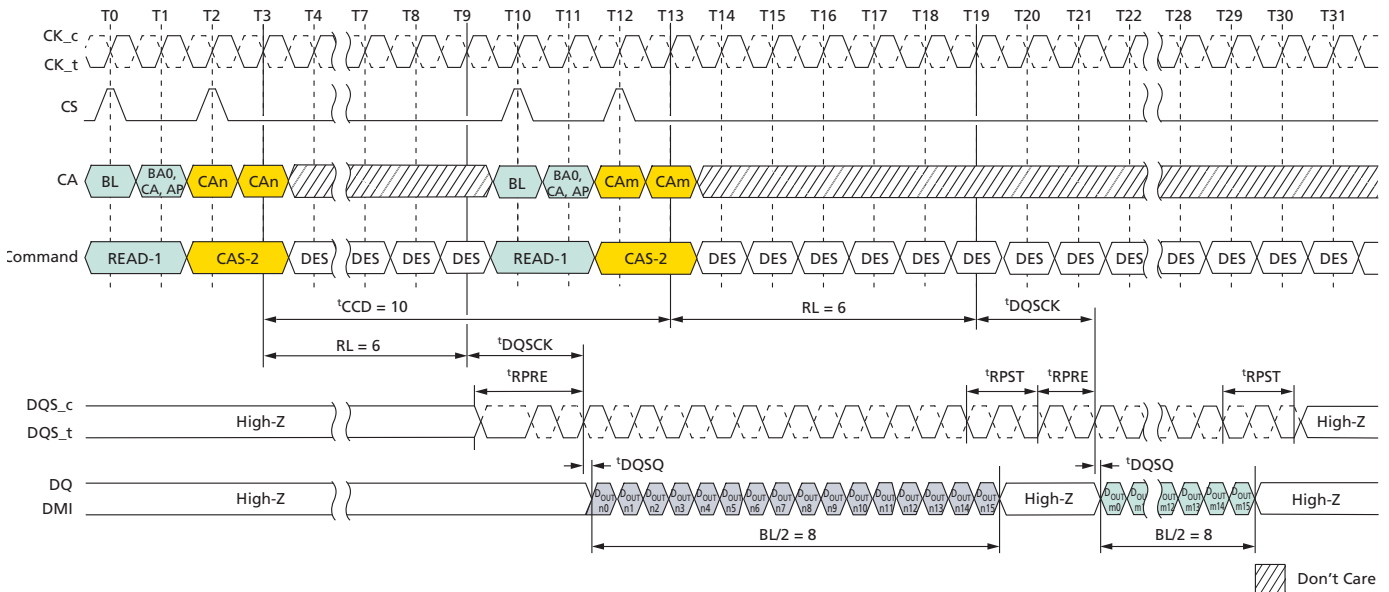 T0 T1 T2 T3 T4 T7 T8 T9 T10 T11 T12 T13 T14 T15 T16 T17 T18 T19 T20 T21 T22 T28 T29 T30 T31
CK_c
CK_t
CS
CA BL BA0, CA, AP CAn CAn BL BA0, CA, AP CAm CAm
Command READ-1 CAS-2 DES DES DES DES READ-1 CAS-2 DES DES DES DES DES DES DES DES DES DES DES DES DES
tCCD = 10 RL = 6 tDQSCK
RL = 6 tDQSCK
tRPRE tRPST tRPRE tRPST
DQS_c
DQS_t
High-Z High-Z
tDQSQ tDQSQ
DQ
DMI
High-Z DOUT n0 DOUT n1 DOUT n2 DOUT n3 DOUT n4 DOUT n5 DOUT n6 DOUT n7 DOUT n8 DOUT n9 DOUT n10 DOUT n11 DOUT n12 DOUT n13 DOUT n14 DOUT n15 High-Z DOUT m0 DOUT m12 DOUT m13 DOUT m14 DOUT m15 High-Z
BL/2 = 8 BL/2 = 8
Don't Care